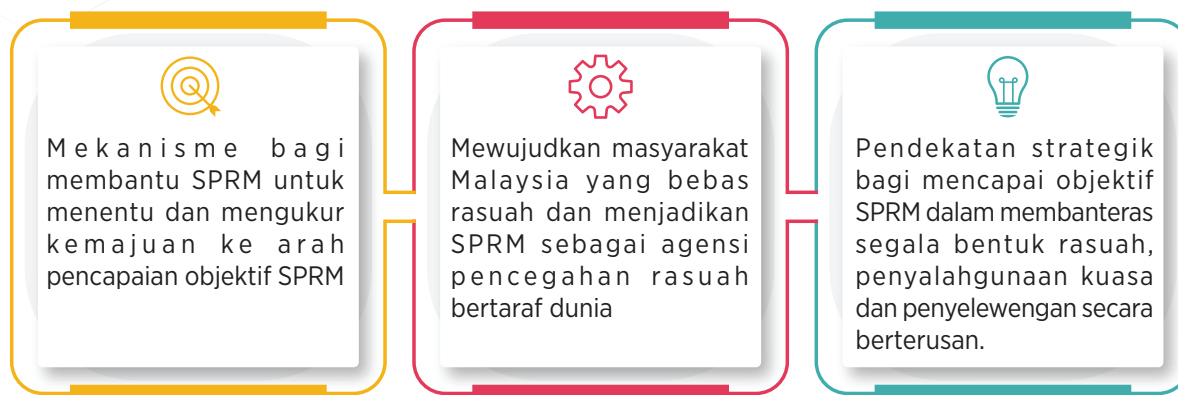 Mekanisme bagi
membantu SPRM untuk
menentu dan mengukur
kemajuan ke arah
pencapaian objektif SPRM
Mewujudkan masyarakat
Malaysia yang bebas
rasuah dan menjadikan
SPRM sebagai agensi
pencegahan rasuah
bertaraf dunia
Pendekatan strategik
bagi mencapai objektif
SPRM dalam membanteras
segala bentuk rasuah,
penyalahgunaan kuasa
dan penyelewengan secara
berterusan.